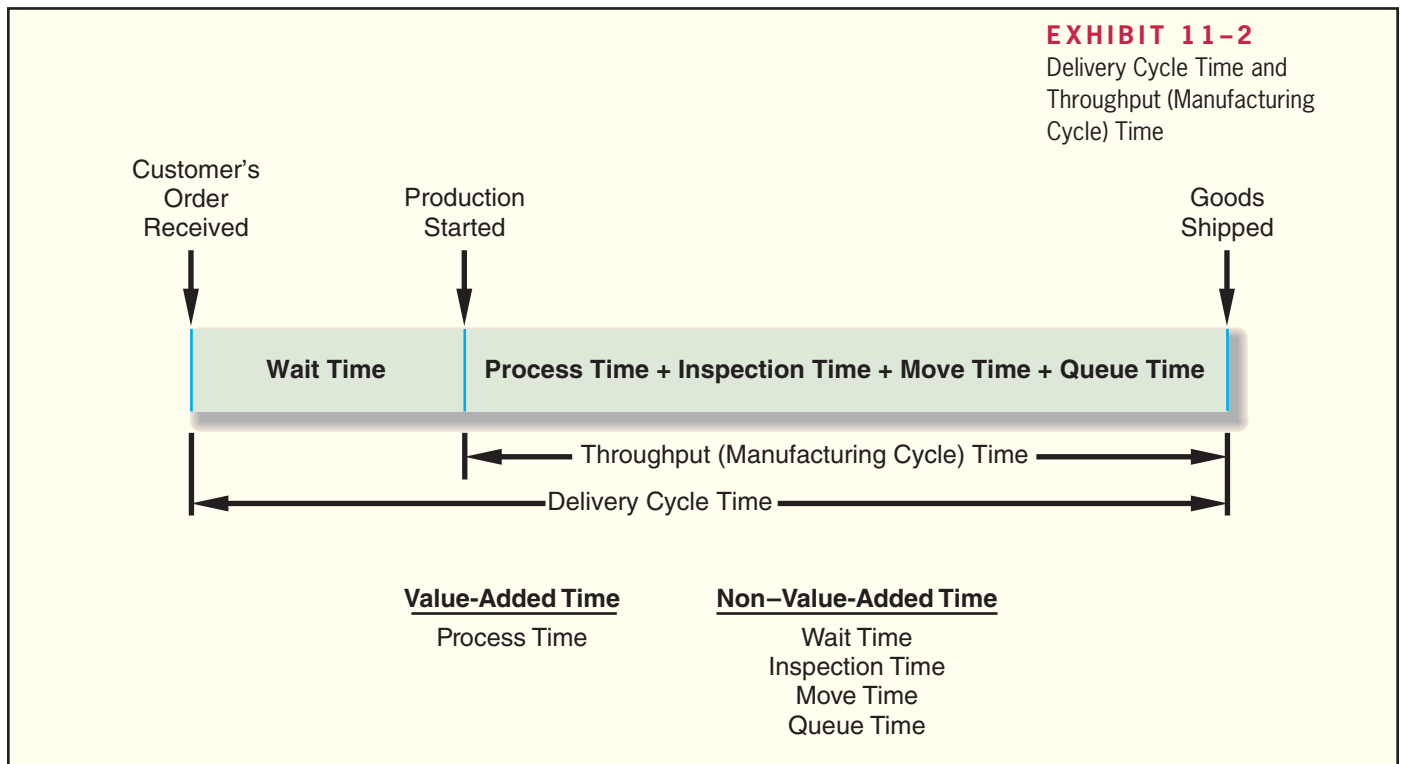 EXHIBIT 11–2
Delivery Cycle Time and
Throughput (Manufacturing
Cycle) Time
Customer's
Order
Received
Production
Started
Goods
Shipped
Wait Time
Process Time + Inspection Time + Move Time + Queue Time
Throughput (Manufacturing Cycle) Time
Delivery Cycle Time
Value-Added Time
Process Time
Non–Value-Added Time
Wait Time
Inspection Time
Move Time
Queue Time